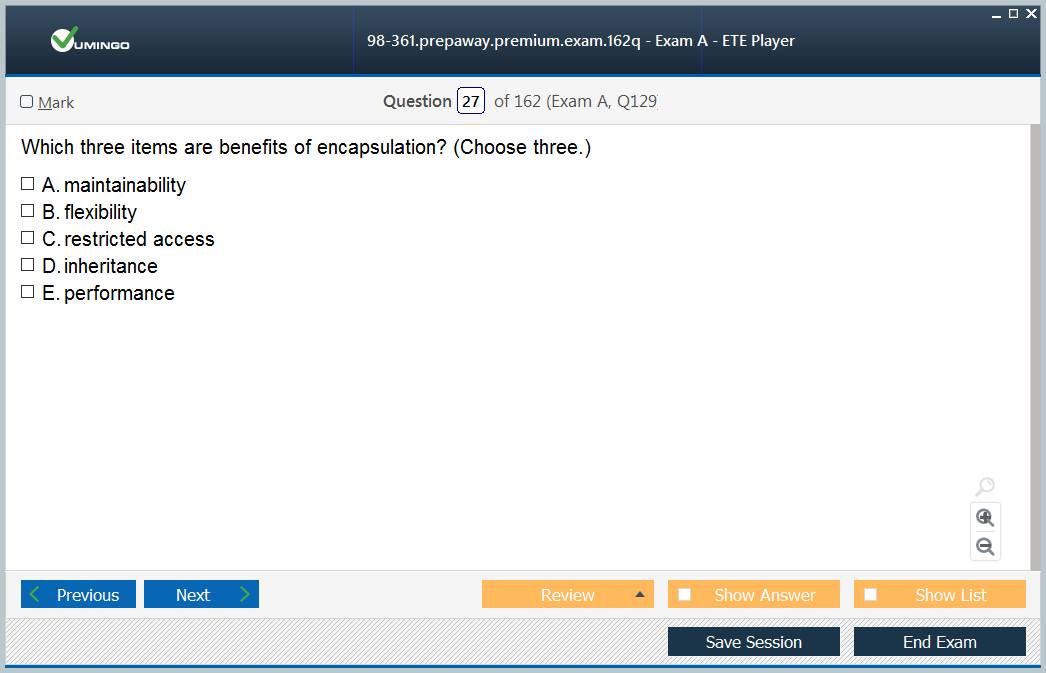 VUMINGO
98-361.prepaway.premium.exam.162q - Exam A - ETE Player
Mark
Question 27 of 162 (Exam A, Q129
Which three items are benefits of encapsulation? (Choose three.)
A. maintainability
B. flexibility
C. restricted access
D. inheritance
E. performance
Previous Next Review Show Answer Show List
Save Session End Exam